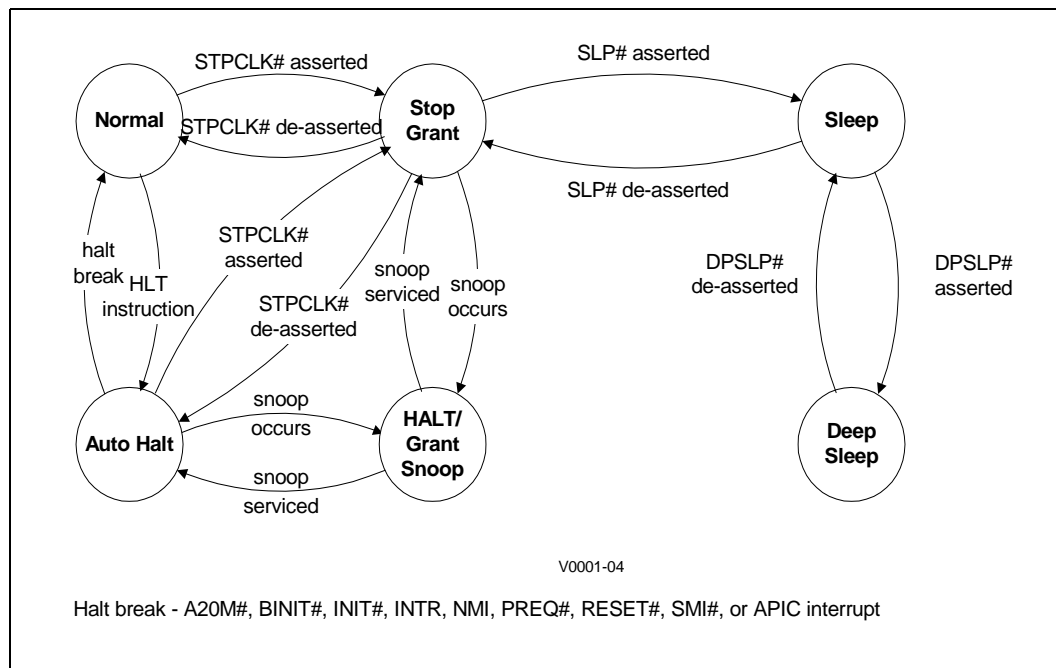 STPCLK# asserted
SLP# asserted
Normal
Stop
Grant
Sleep
STPCLK# de-asserted
SLP# de-asserted
halt
break
HLT
instruction
STPCLK#
asserted
STPCLK#
de-asserted
snoop
serviced
snoop
occurs
DPSLP#
de-asserted
DPSLP#
asserted
Auto Halt
snoop
occurs
HALT/
Grant
Snoop
Deep
Sleep
snoop
serviced
V0001-04
Halt break - A20M#, BINIT#, INIT#, INTR, NMI, PREQ#, RESET#, SMI#, or APIC interrupt